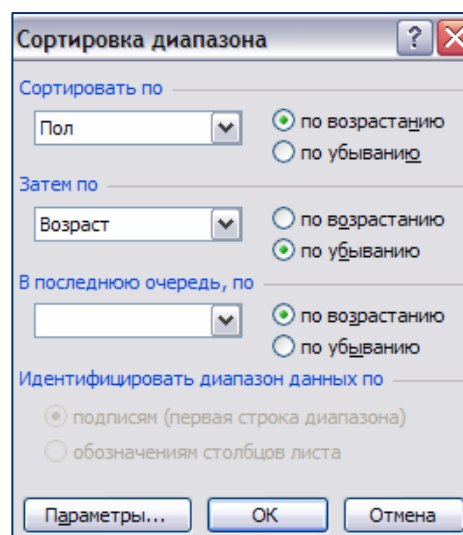 Сортировка диапазона
Сортировать по
Пол
по возрастанию
по убыванию
Затем по
Возраст
по возрастанию
по убыванию
В последнюю очередь, по
по возрастанию
по убыванию
Идентифицировать диапазон данных по
подписям (первая строка диапазона)
обозначениям столбцов листа
Параметры... ОК Отмена